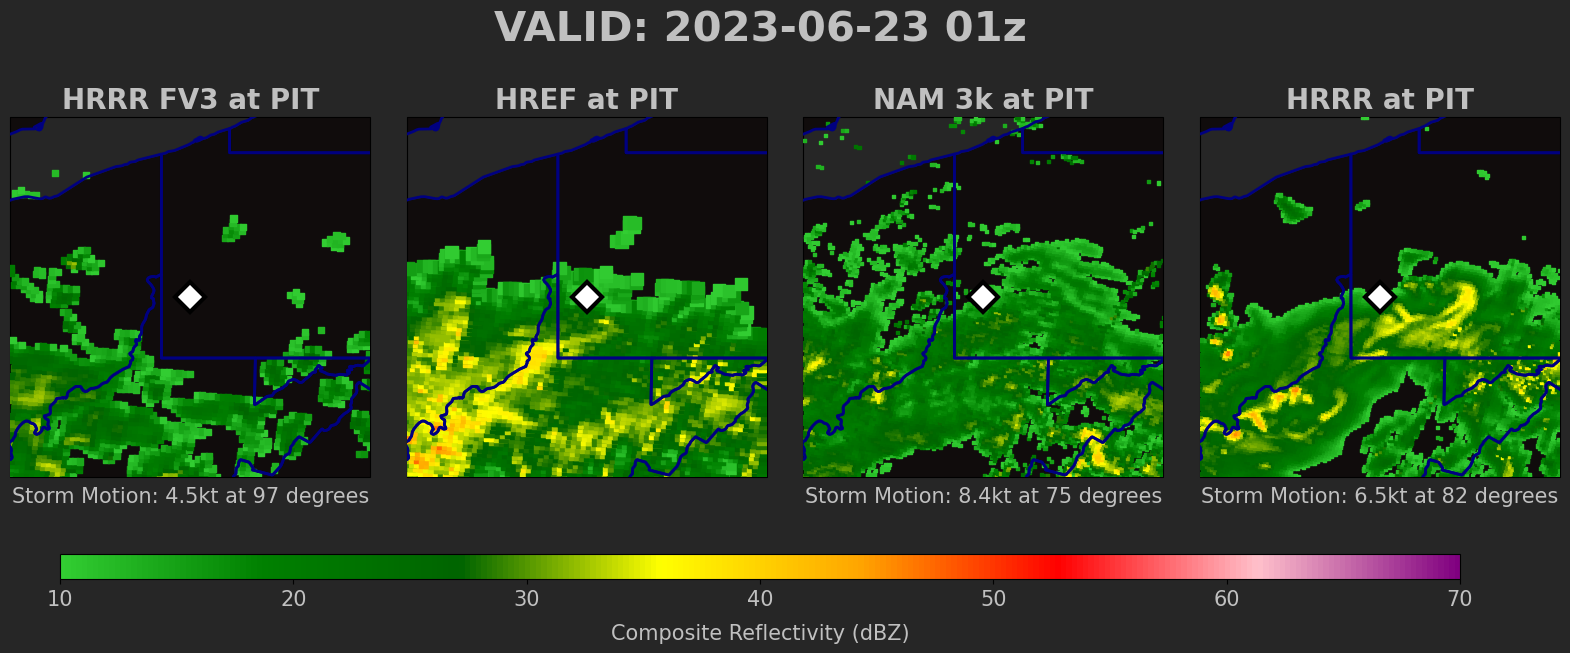 VALID: 2023-06-23 01z
HRRR FV3 at PIT
HREF at PIT
NAM 3k at PIT
HRRR at PIT
Storm Motion: 4.5kt at 97 degrees
Storm Motion: 8.4kt at 75 degrees
Storm Motion: 6.5kt at 82 degrees
10 20 30 40 50 60 70
Composite Reflectivity (dBZ)